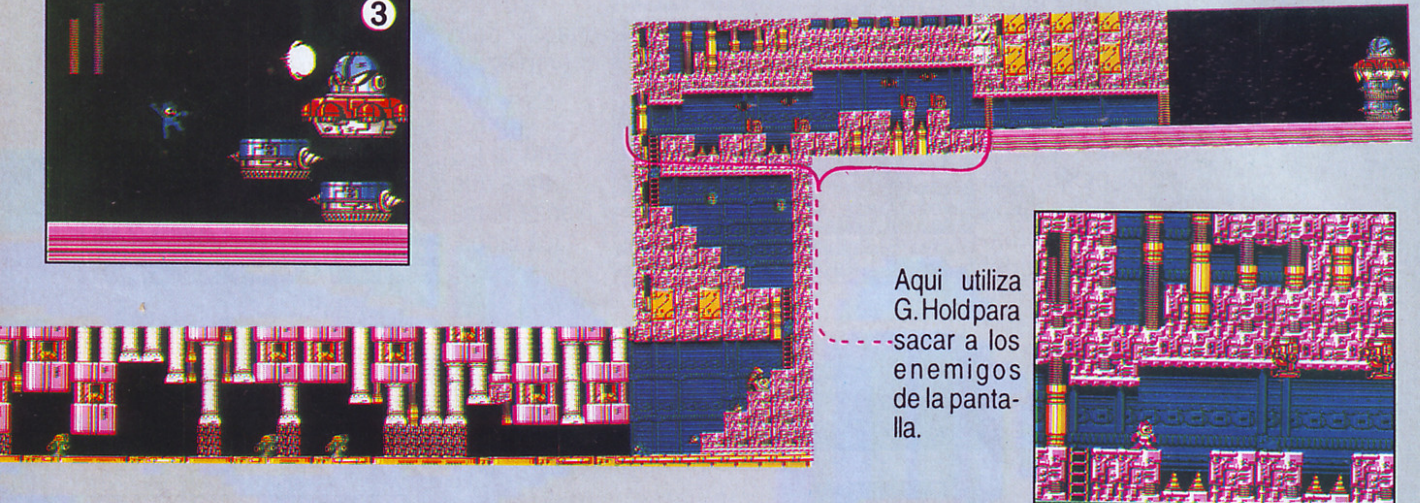 3
Aqui utiliza
G. Hold para
sacar a los
enemigos
de la panta-
lla.